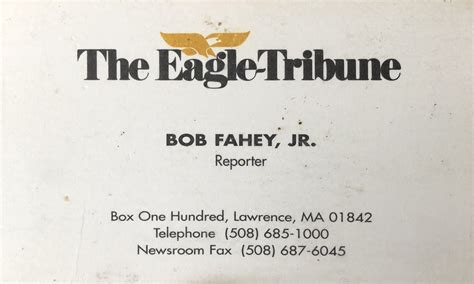 The Eagle-Tribune
BOB FAHEY, JR.
Reporter
Box One Hundred, Lawrence, MA 01842
Telephone (508) 685-1000
Newsroom Fax (508) 687-6045